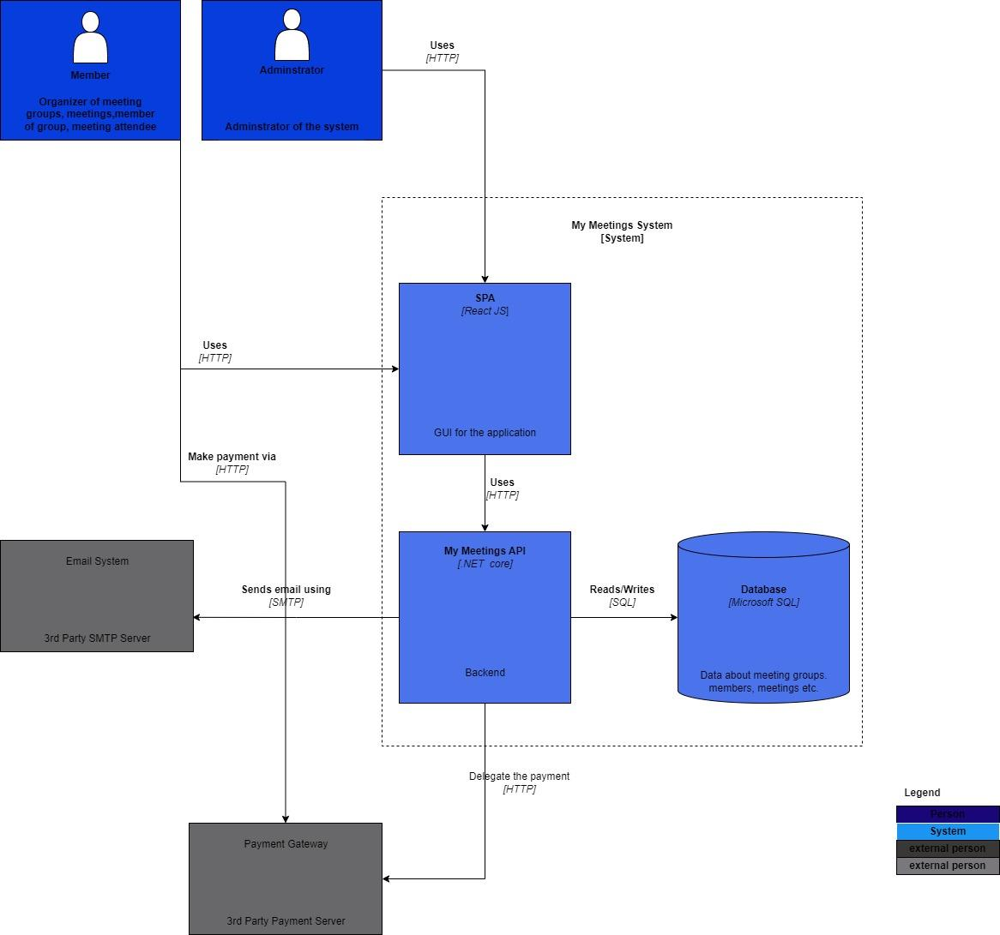 Member
Organizer of meeting
groups, meetings,member
of group, meeting attendee
Adminstrator
Adminstrator of the system
Uses
[HTTP]
My Meetings System
[System]
SPA
[React JS]
GUI for the application
Uses
[HTTP]
Make payment via
[HTTP]
Uses
[HTTP]
Email System
3rd Party SMTP Server
Sends email using
[SMTP]
My Meetings API
[.NET  core]
Backend
Reads/Writes
[SQL]
Database
[Microsoft SQL]
Data about meeting groups.
members, meetings etc.
Delegate the payment
[HTTP]
Payment Gateway
3rd Party Payment Server
Legend
Person
System
external person
external person